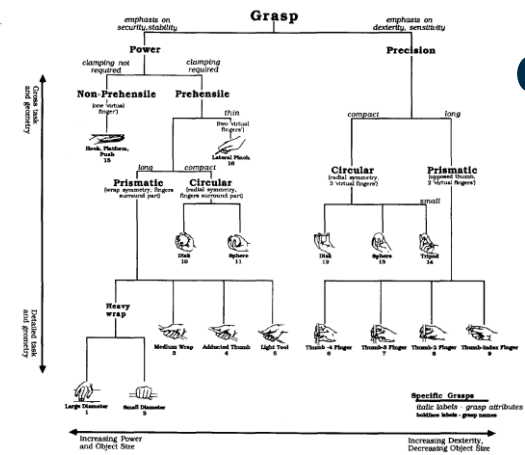 Grasp
emphasis on
security, stability
emphasis on
dexterity, sensitivity
Power
Precision
clamping not
required
clamping
required
Gross task
and geometry
Non-Prehensile
(one virtual
finger)
Prehensile
Hook, Platform,
Push
15
thin
(two virtual
fingers)
Lateral Pinch
16
compact
long
long
compact
Prismatic
(wrap symmetry, fingers
surround part)
Circular
(radial symmetry,
fingers surround part)
Circular
(radial symmetry,
3 virtual fingers)
Prismatic
(opposed thumb,
2 virtual fingers)
small
Disk
10
Sphere
11
Disk
12
Sphere
13
Tripod
14
Detailed task
and geometry
Heavy
wrap
Medium Wrap
3
Adducted Thumb
4
Light Tool
5
Thumb-4 Finger
6
Thumb-3 Finger
7
Thumb-2 Finger
8
Thumb-Index Finger
9
Large Diameter
1
Small Diameter
2
Specific Grasps
italic labels - grasp attributes
boldface labels - grasp names
Increasing Power
and Object Size
Increasing Dexterity,
Decreasing Object Size